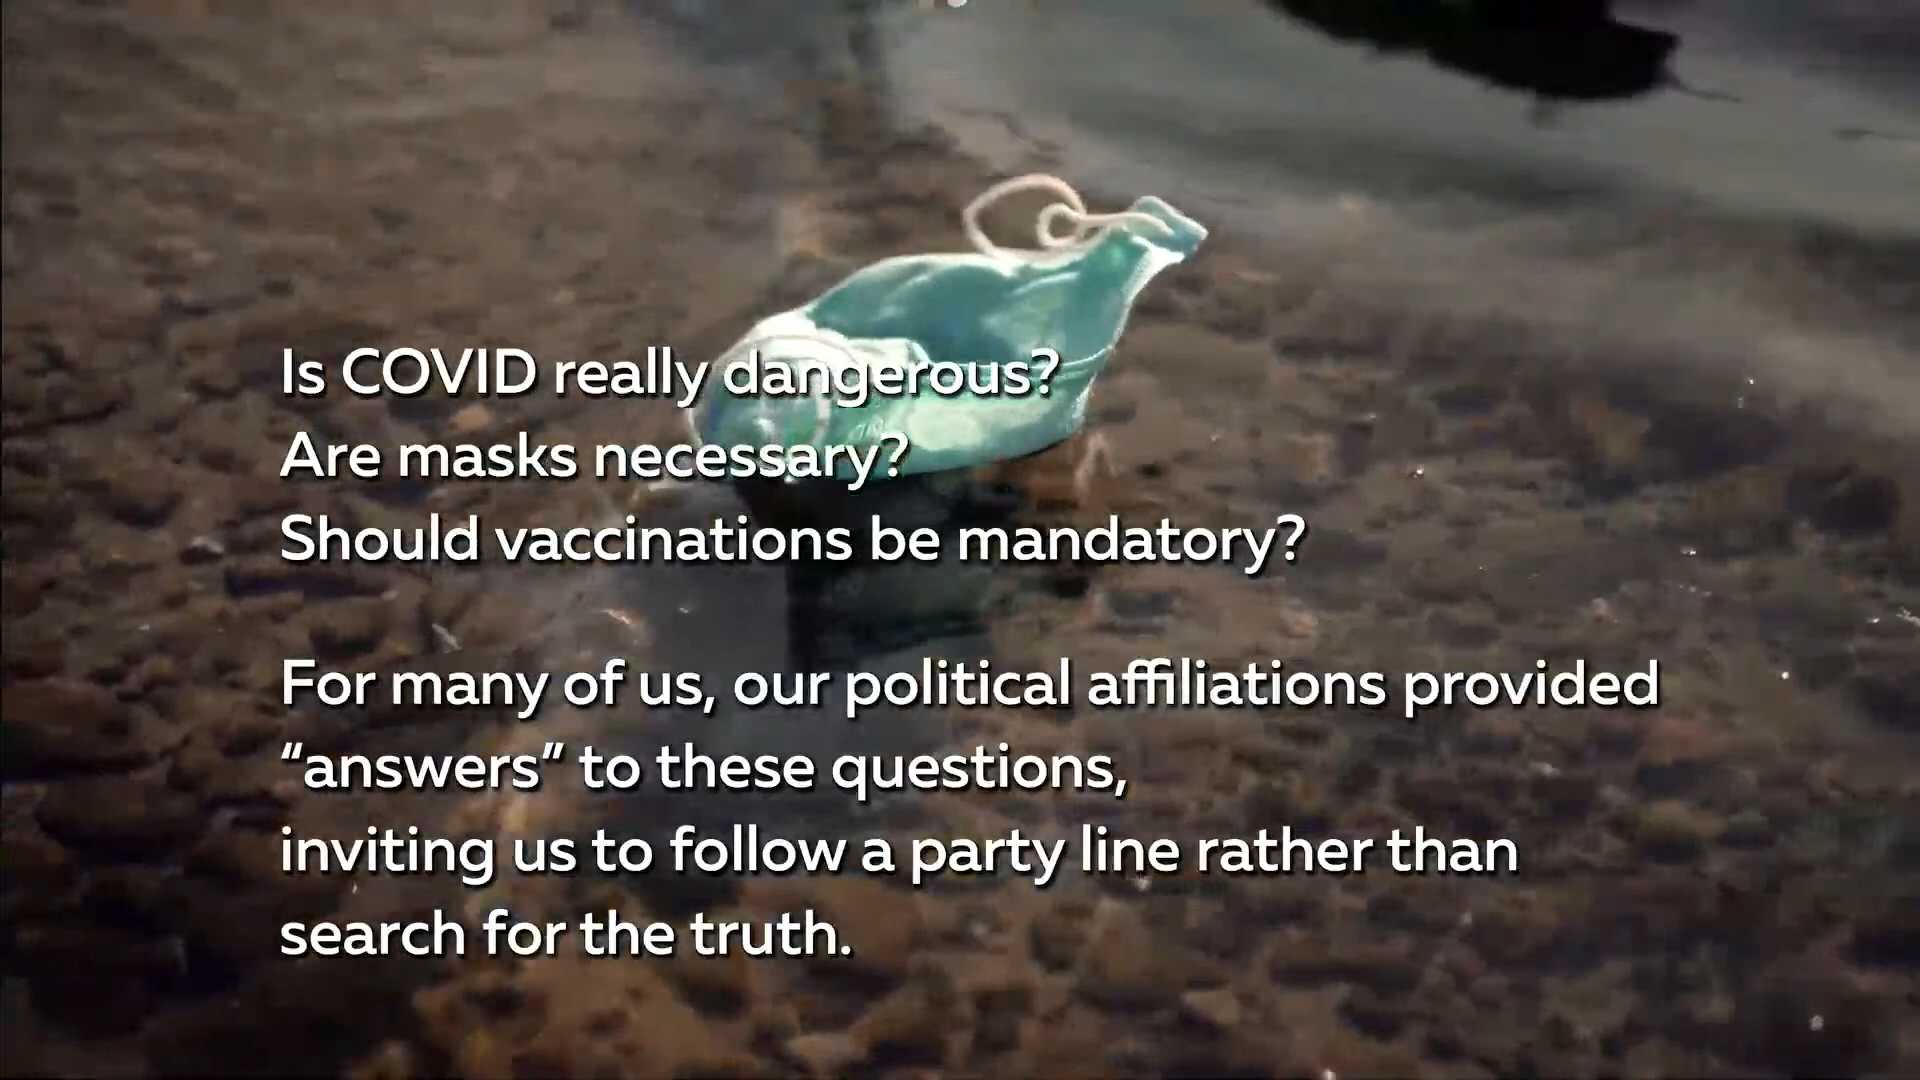 Is COVID really dangerous?
Are masks necessary?
Should vaccinations be mandatory?
For many of us, our political affiliations provided
“answers” to these questions,
inviting us to follow a party line rather than
search for the truth.